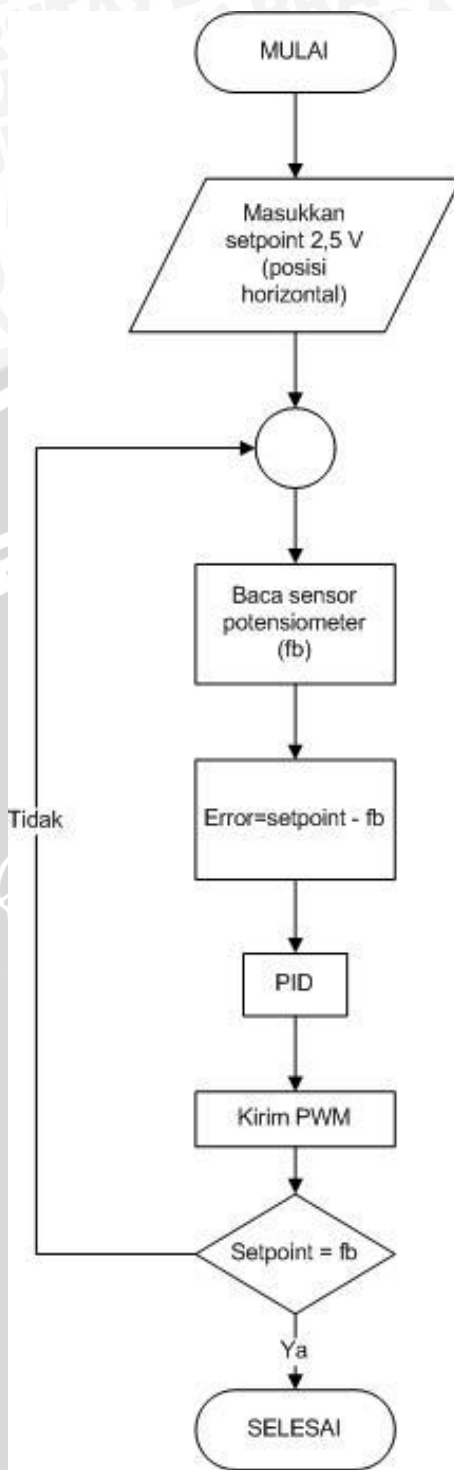 MULAI
Masukkan
setpoint 2,5 V
(posisi
horizontal)
Baca sensor
potensiometer
(fb)
Error=setpoint - fb
Tidak
PID
Kirim PWM
Setpoint = fb
Ya
SELESAI